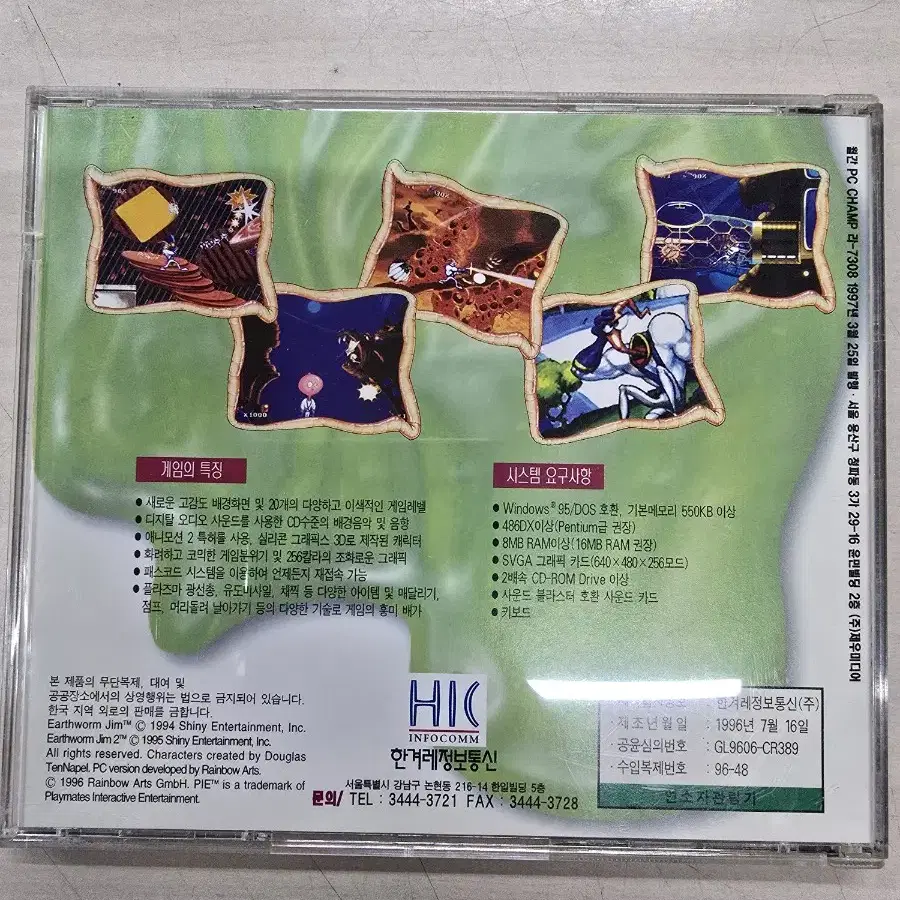 게임의 특징
• 새로운 고감도 배경화면 및 20개의 다양하고 이색적인 게임레벨
• 디지탈 오디오 사운드를 사용한 CD수준의 배경음악 및 음향
• 애니모션 2 특허를 사용, 실리콘 그래픽스 3D로 제작된 캐릭터
• 화려하고 코믹한 게임분위기 및 256칼라의 조화로운 그래픽
• 패스코드 시스템을 이용하여 언제든지 재접속 가능
• 플라즈마 광선총, 유도미사일, 채찍 등 다양한 아이템 및 매달리기,
점프, 머리돌려 날아가기 등의 다양한 기술로 게임의 흥미 배가
시스템 요구사항
• Windows® 95/DOS 호환, 기본메모리 550KB 이상
• 486DX이상(Pentium급 권장)
• 8MB RAM이상(16MB RAM 권장)
• SVGA 그래픽 카드(640×480×256모드)
• 2배속 CD-ROM Drive 이상
• 사운드 블라스터 호환 사운드 카드
• 키보드
월간 PC CHAMP 라-7308 1997년 3월 25일 발행 · 서울 용산구 청파동 3가 29-16 윤민빌딩 2층 (주)제우미디어
본 제품의 무단복제, 대여 및
공공장소에서의 상영행위는 법으로 금지되어 있습니다.
한국 지역 외로의 판매를 금합니다.
Earthworm Jim™ © 1994 Shiny Entertainment, Inc.
Earthworm Jim 2™ © 1995 Shiny Entertainment, Inc.
All rights reserved. Characters created by Douglas
TenNapel. PC version developed by Rainbow Arts.
© 1996 Rainbow Arts GmbH. PIE™ is a trademark of
Playmates Interactive Entertainment.
HIC
INFOCOMM
한겨레정보통신
서울특별시 강남구 논현동 216-14 한일빌딩 5층
문의/ TEL : 3444-3721 FAX : 3444-3728
: 한겨레정보통신(주)
· 제조년월일 : 1996년 7월 16일
· 공윤심의번호 : GL9606-CR389
· 수입복제번호 : 96-48
연소자관람가
X1000